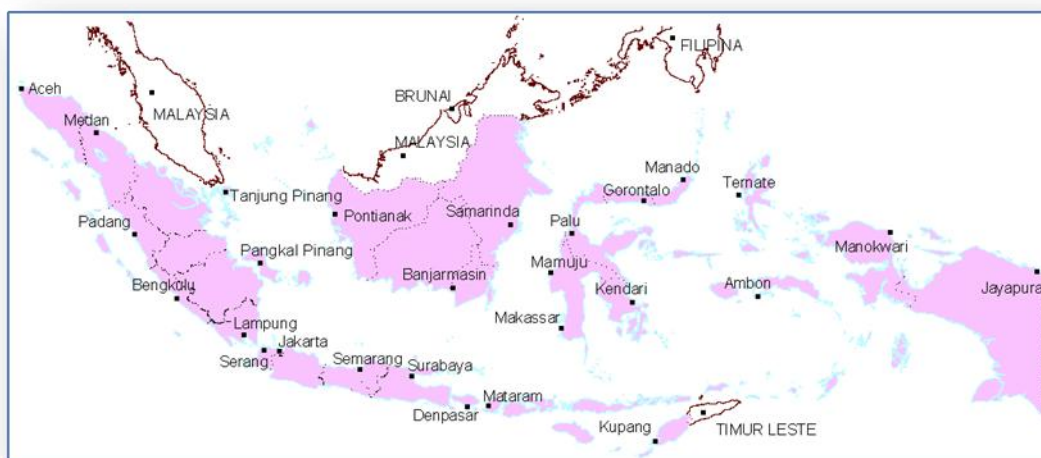 FILIPINA
Aceh
BRUNAI
MALAYSIA
Medan
MALAYSIA
Manado
Tanjung Pinang
Gorontalo
Ternate
Pontianak
Samarinda
Padang
Palu
Manokwari
Pangkal Pinang
Mamuju
Bengkulu
Banjarmasin
Kendari
Ambon
Jayapura
Lampung
Makassar
Jakarta
Serang
Semarang
Surabaya
Mataram
Denpasar
Kupang
TIMUR LESTE